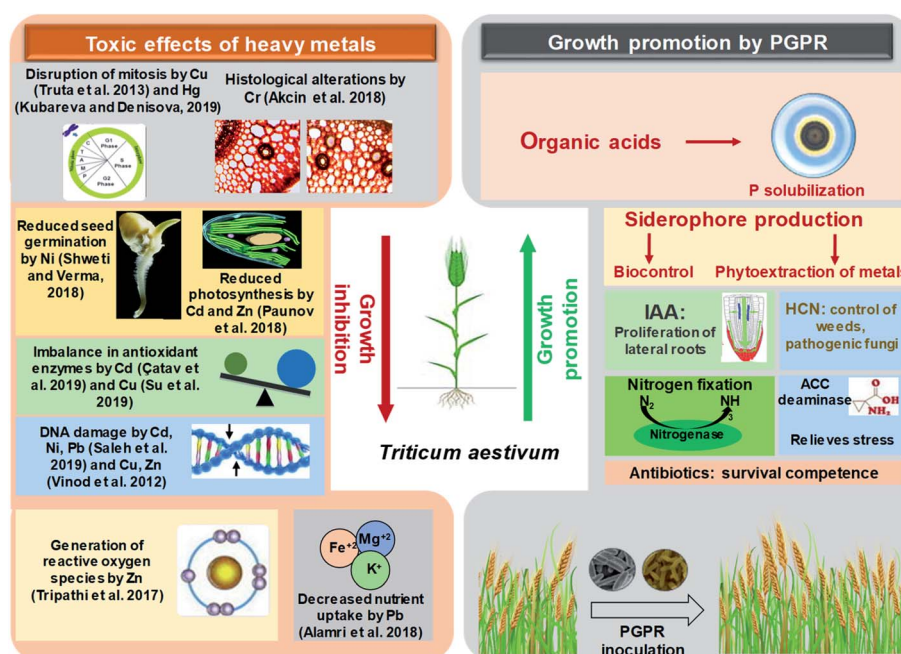 Toxic effects of heavy metals
Disruption of mitosis by Cu
(Truta et al. 2013) and Hg
(Kubareva and Denisova, 2019)
Histological alterations by
Cr (Akcin et al. 2018)
G1
Phase
S
Phase
G2
Phase
C
T
A
M
P
Reduced seed
germination
by Ni (Shweti
and Verma,
2018)
Reduced
photosynthesis by
Cd and Zn (Paunov
et al. 2018)
Imbalance in antioxidant
enzymes by Cd (Çatav et
al. 2019) and Cu (Su et al.
2019)
DNA damage by Cd,
Ni, Pb (Saleh et al.
2019) and Cu, Zn
(Vinod et al. 2012)
Generation of
reactive oxygen
species by Zn
(Tripathi et al. 2017)
Fe+2
Mg+2
K+
Decreased nutrient
uptake by Pb
(Alamri et al. 2018)
Growth
inhibition
Growth
promotion
Triticum aestivum
Growth promotion by PGPR
Organic acids
P solubilization
Siderophore production
Biocontrol
Phytoextraction of metals
IAA:
Proliferation of
lateral roots
HCN: control of
weeds,
pathogenic fungi
Nitrogen fixation
N2
NH3
Nitrogenase
ACC
deaminase
O
OH
NH2
Relieves stress
Antibiotics: survival competence
PGPR
inoculation